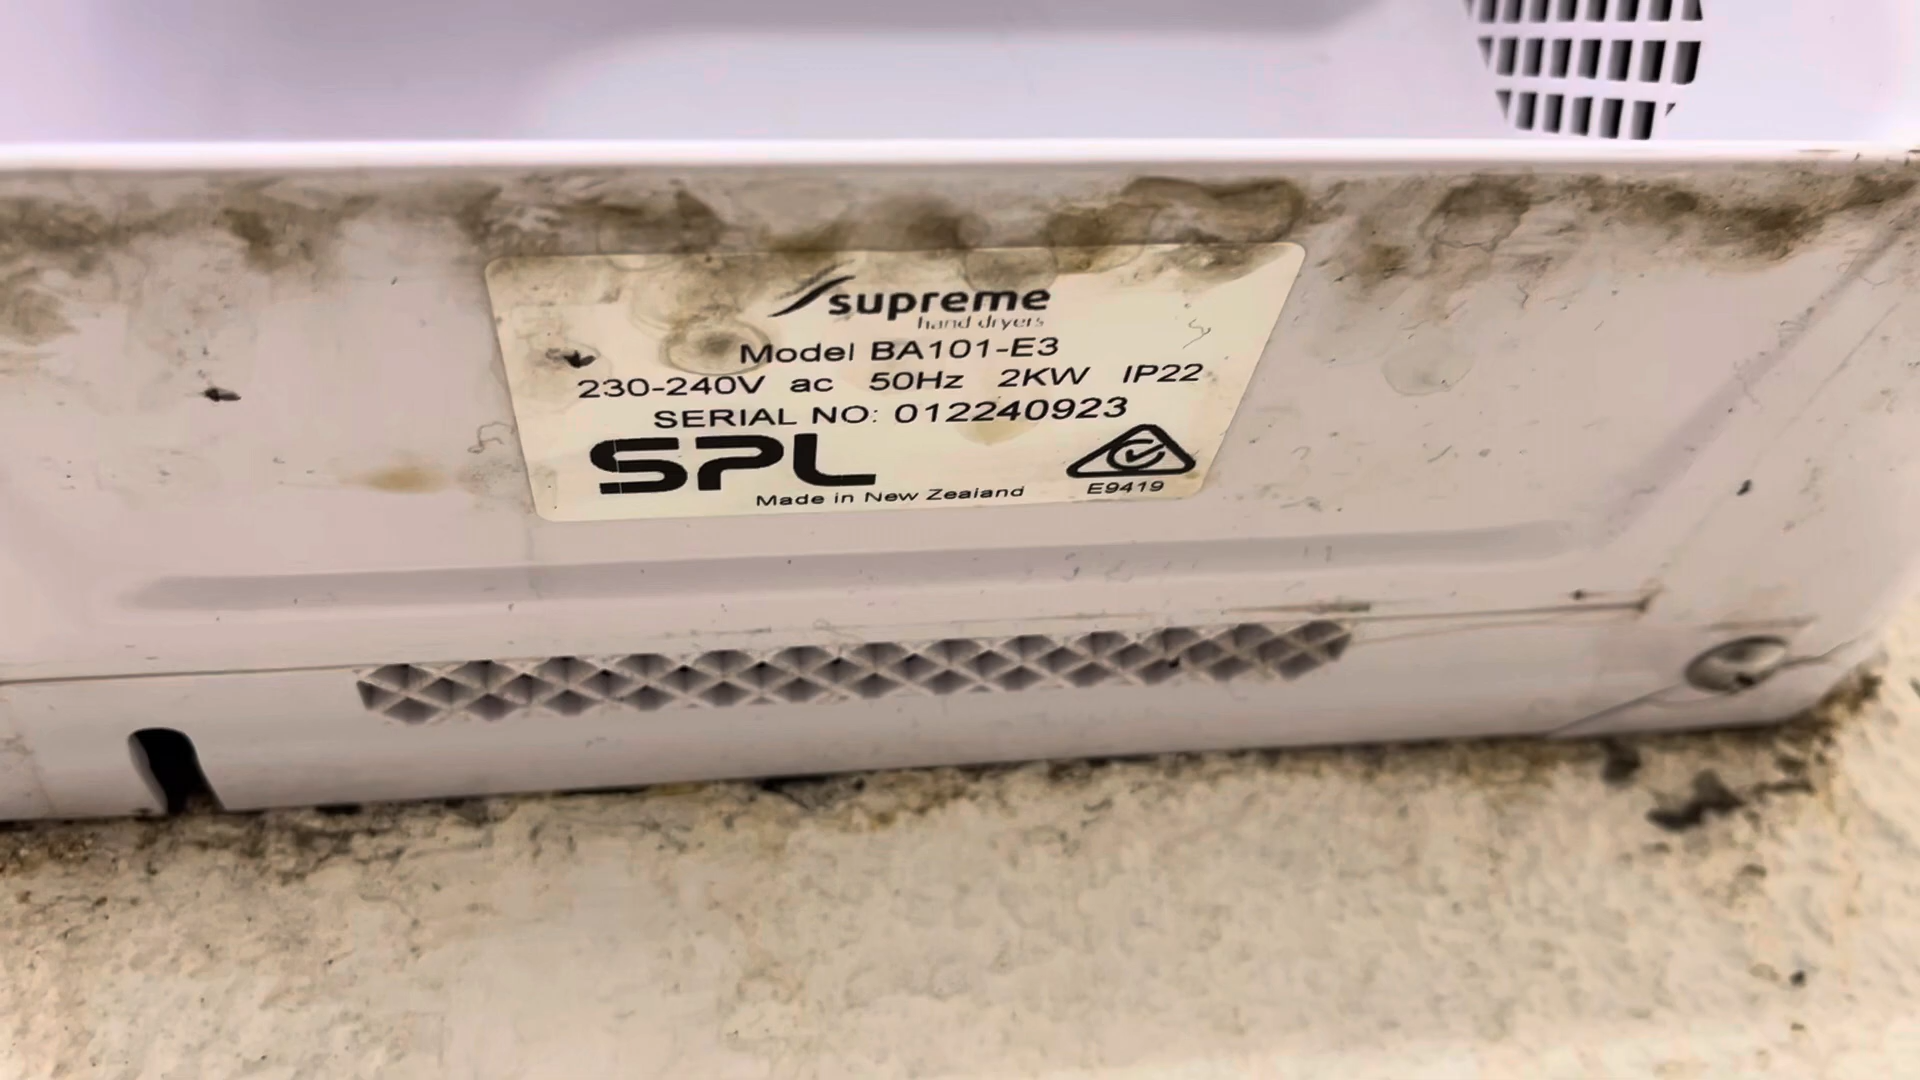 supreme
hand dryers
Model BA101-E3
230-240V ac 50Hz 2KW IP22
SERIAL NO: 012240923
SPL
Made in New Zealand
E9419